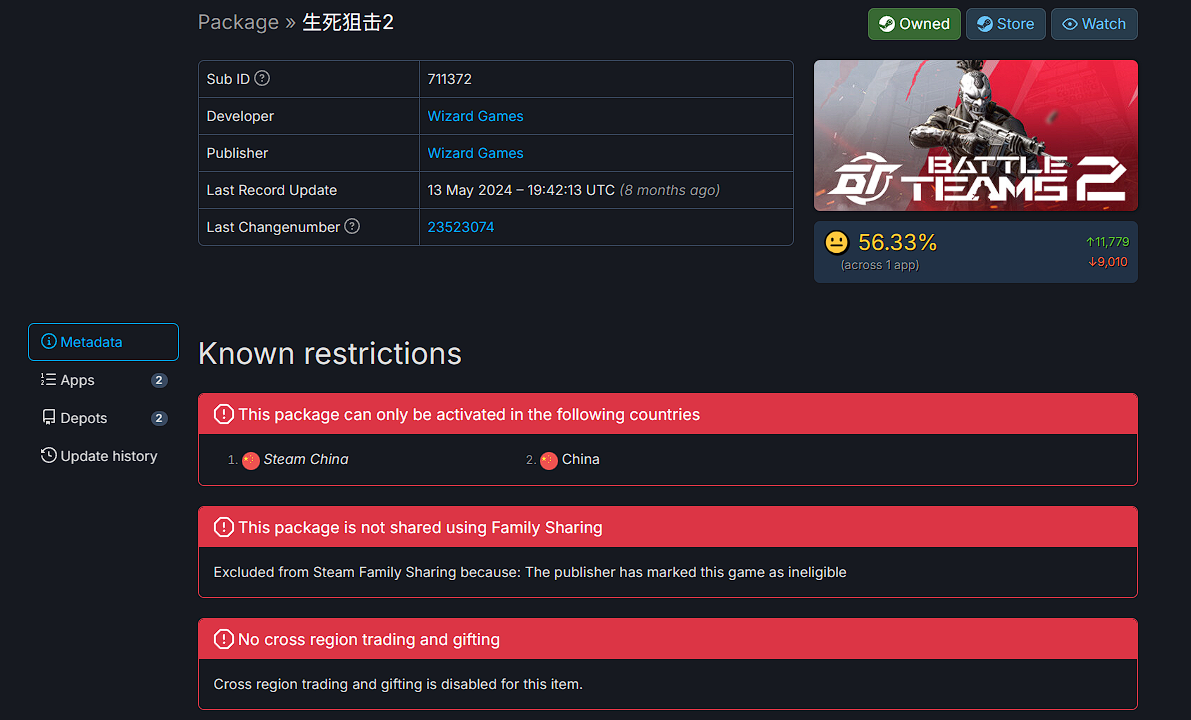 Package » 生死狙击2
Owned Store Watch
Sub ID 711372
Developer Wizard Games
Publisher Wizard Games
Last Record Update 13 May 2024 – 19:42:13 UTC (8 months ago)
Last Changenumber 23523074
BATTLE
TEAMS 2
56.33% ↑11,779
(across 1 app) ↓9,010
Metadata
Apps 2
Depots 2
Update history
Known restrictions
This package can only be activated in the following countries
1. Steam China 2. China
This package is not shared using Family Sharing
Excluded from Steam Family Sharing because: The publisher has marked this game as ineligible
No cross region trading and gifting
Cross region trading and gifting is disabled for this item.